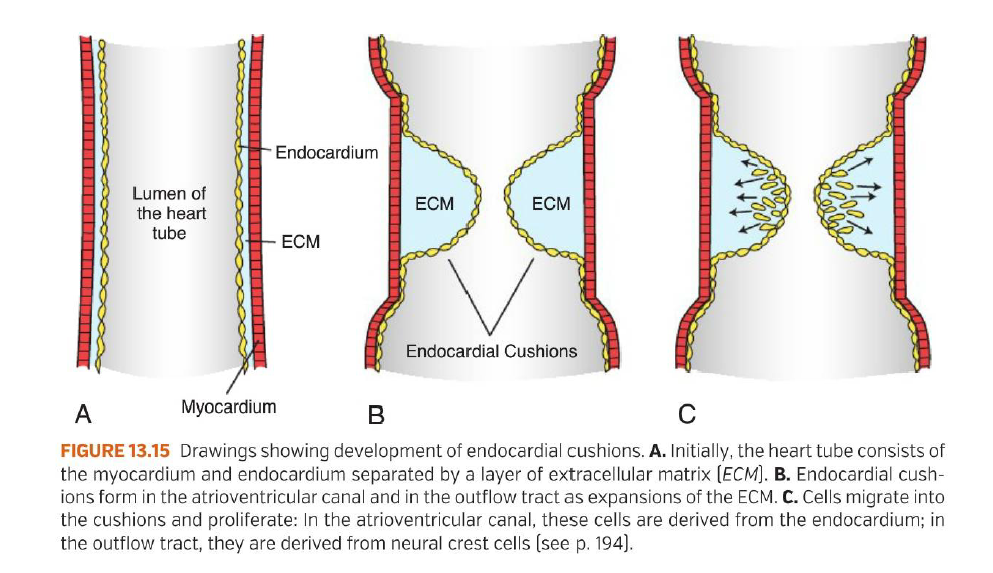 Endocardium
Lumen of
the heart
tube
ECM
Myocardium
A
ECM
ECM
Endocardial Cushions
B
C
FIGURE 13.15 Drawings showing development of endocardial cushions. A. Initially, the heart tube consists of
the myocardium and endocardium separated by a layer of extracellular matrix (ECM). B. Endocardial cush-
ions form in the atrioventricular canal and in the outflow tract as expansions of the ECM. C. Cells migrate into
the cushions and proliferate: In the atrioventricular canal, these cells are derived from the endocardium; in
the outflow tract, they are derived from neural crest cells (see p. 194).